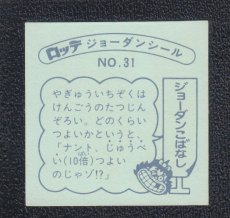 ロッテ ジョーダンシール
NO.31
やぎゅういちぞくは
けんごうのたつじん
ぞろい。どのくらい
つよいかというと、
「ナント、じゅうべ
い(10倍)つよい
のじゃゾ!?」
ジョーダンこばなし